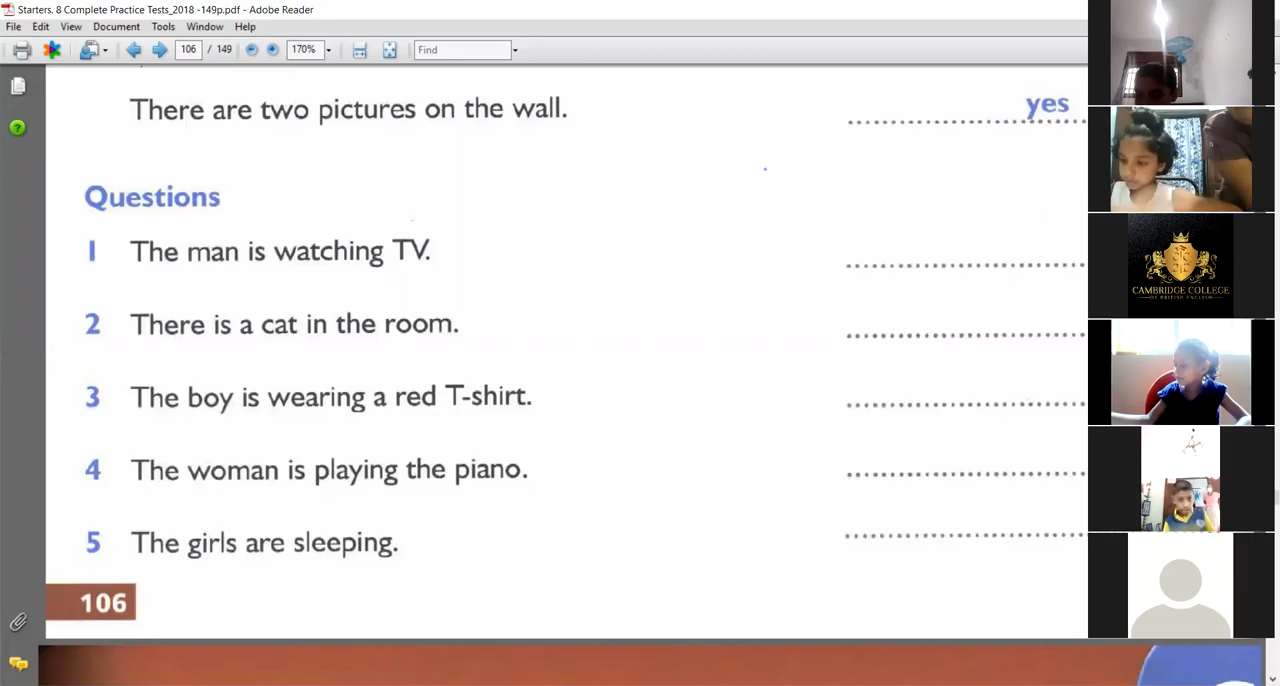 Starters. 8 Complete Practice Tests_2018 -149p.pdf - Adobe Reader
File Edit View Document Tools Window Help
106 / 149 170% Find
There are two pictures on the wall. yes
Questions
1 The man is watching TV.
2 There is a cat in the room.
3 The boy is wearing a red T-shirt.
4 The woman is playing the piano.
5 The girls are sleeping.
106
CAMBRIDGE COLLEGE
OF BRITISH ENGLISH